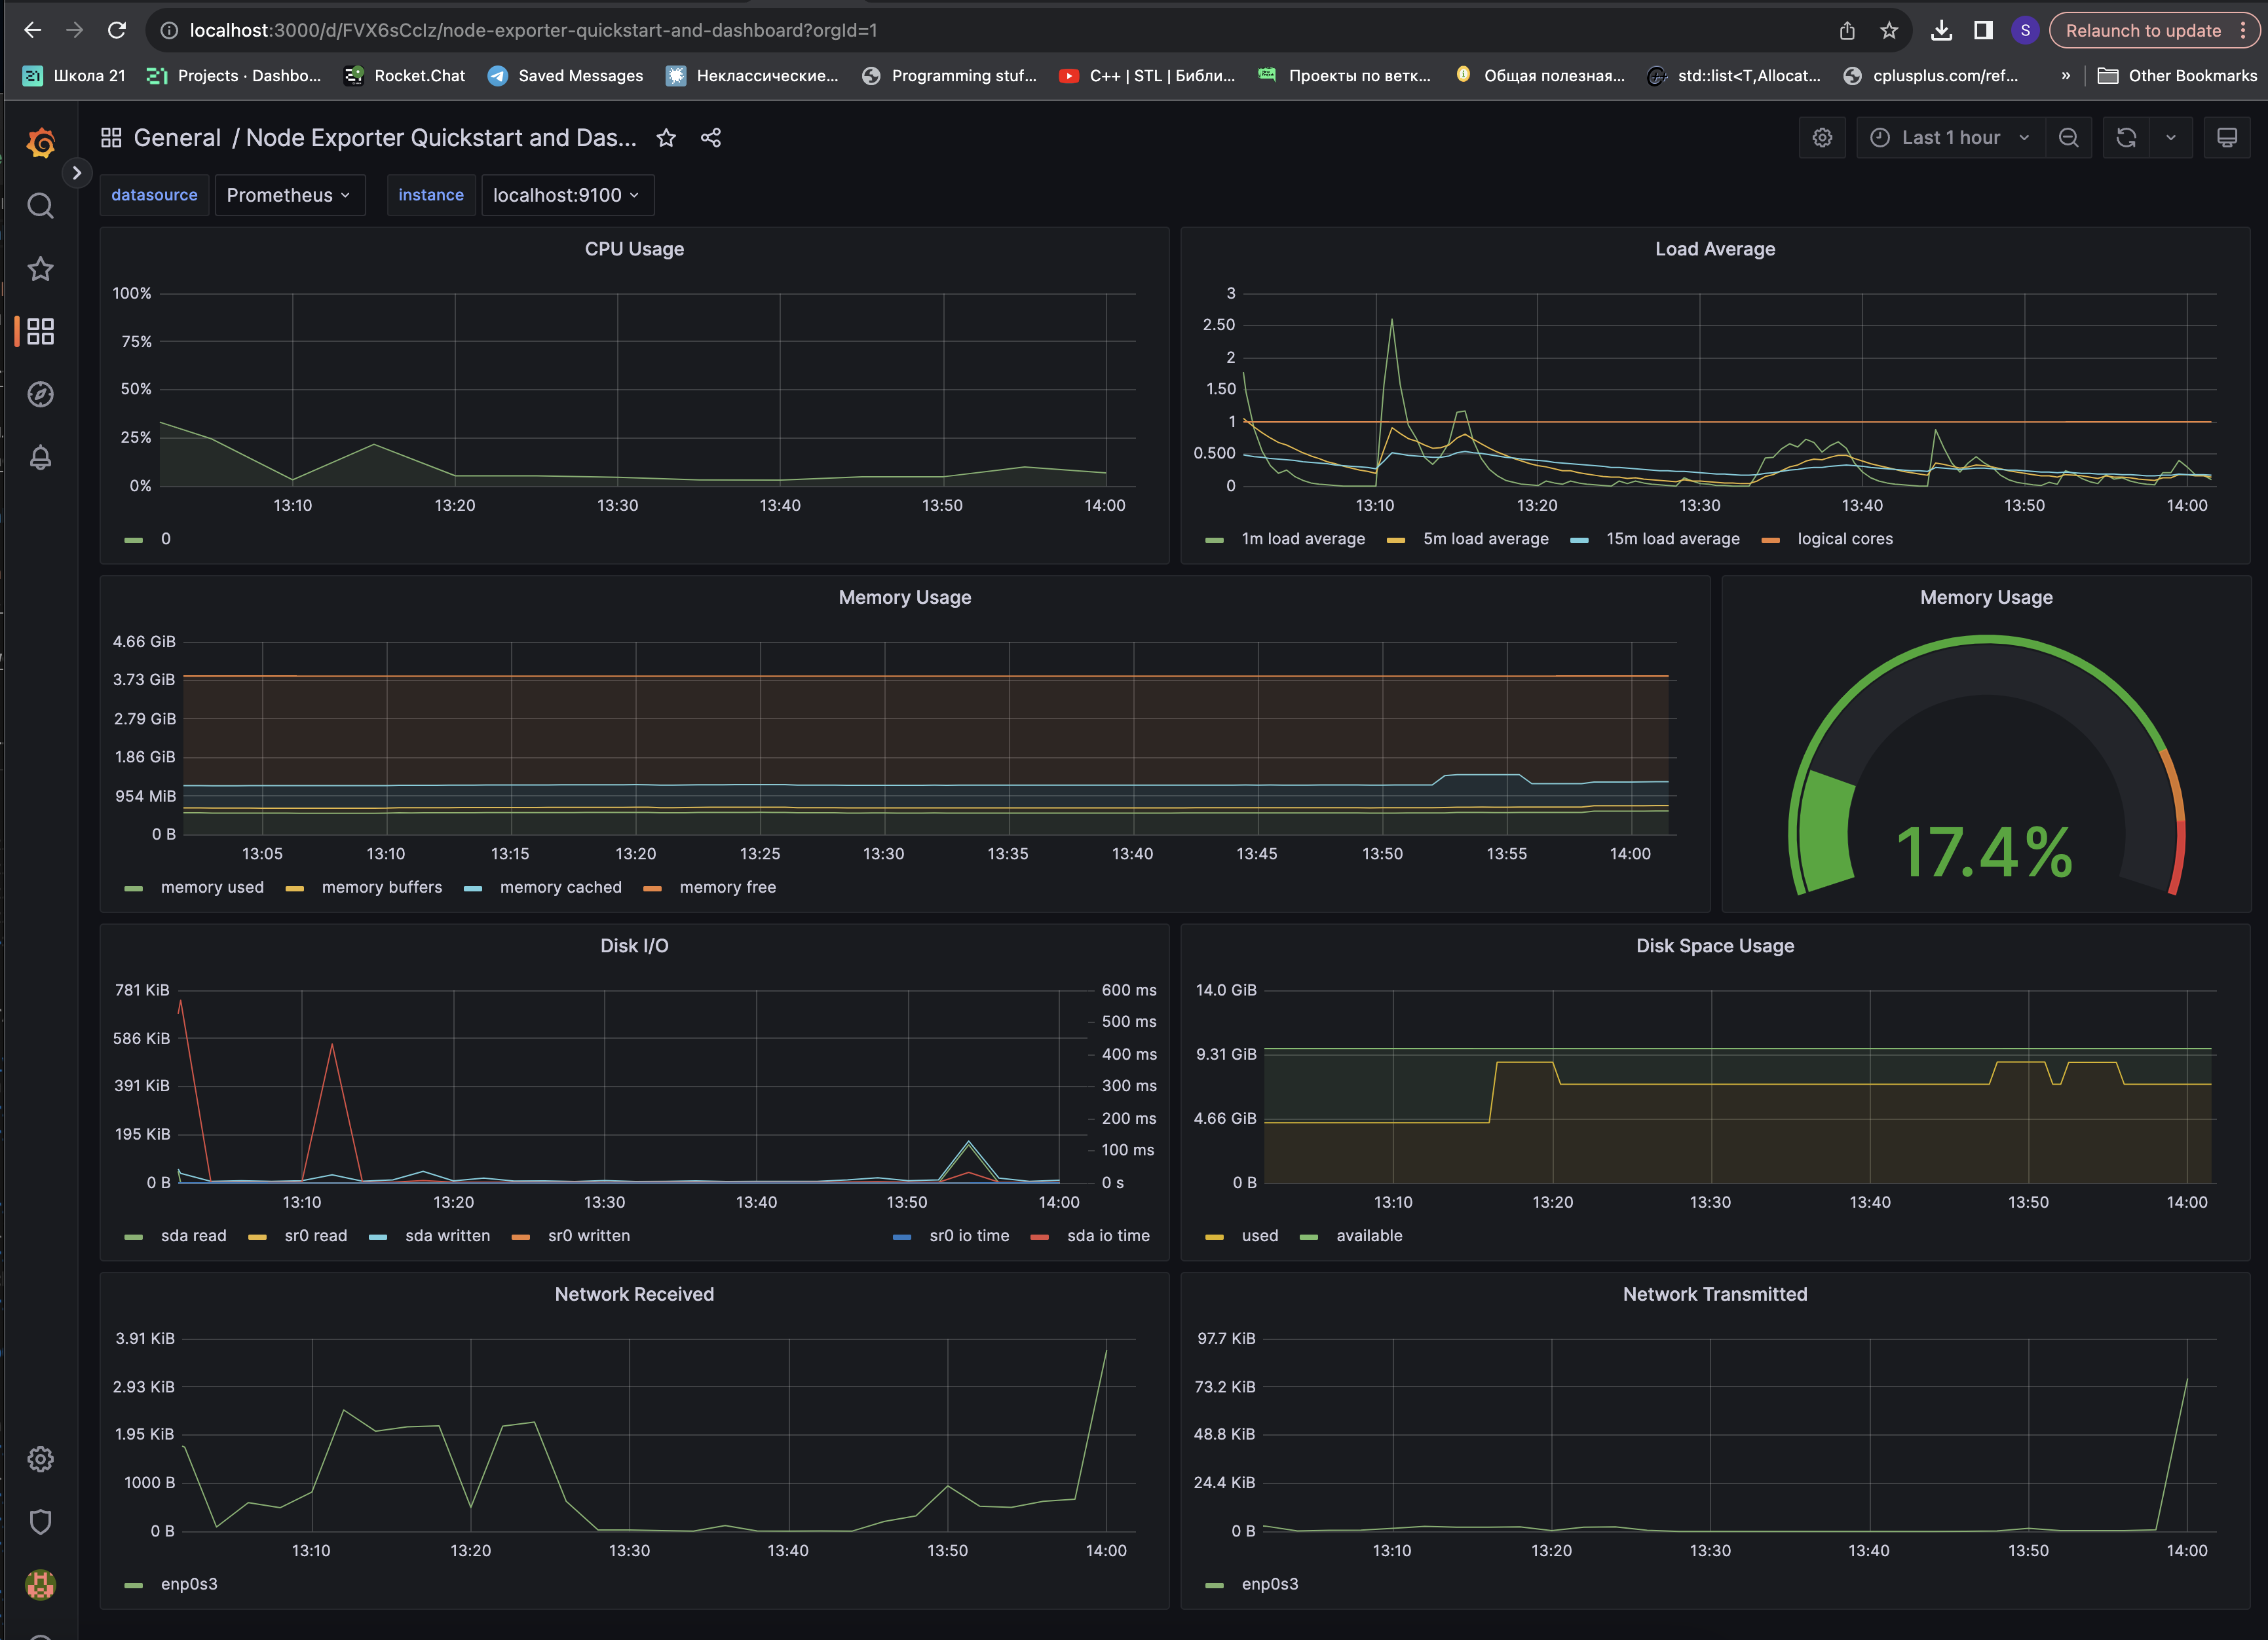 localhost:3000/d/FVX6sCcIz/node-exporter-quickstart-and-dashboard?orgId=1
S
Relaunch to update
Школа 21
Projects · Dashbo...
Rocket.Chat
Saved Messages
Неклассические...
Programming stuf...
C++ | STL | Библи...
Проекты по ветк...
Общая полезная...
std::list<T,Allocat...
cplusplus.com/ref...
»
Other Bookmarks
General / Node Exporter Quickstart and Das...
Last 1 hour
datasource Prometheus instance localhost:9100
CPU Usage
100%
75%
50%
25%
0%
13:10 13:20 13:30 13:40 13:50 14:00
0
Load Average
3
2.50
2
1.50
1
0.500
0
13:10 13:20 13:30 13:40 13:50 14:00
1m load average 5m load average 15m load average logical cores
Memory Usage
4.66 GiB
3.73 GiB
2.79 GiB
1.86 GiB
954 MiB
0 B
13:05 13:10 13:15 13:20 13:25 13:30 13:35 13:40 13:45 13:50 13:55 14:00
memory used memory buffers memory cached memory free
Memory Usage
17.4%
Disk I/O
781 KiB
586 KiB
391 KiB
195 KiB
0 B
600 ms
500 ms
400 ms
300 ms
200 ms
100 ms
0 s
13:10 13:20 13:30 13:40 13:50 14:00
sda read sr0 read sda written sr0 written sr0 io time sda io time
Disk Space Usage
14.0 GiB
9.31 GiB
4.66 GiB
0 B
13:10 13:20 13:30 13:40 13:50 14:00
used available
Network Received
3.91 KiB
2.93 KiB
1.95 KiB
1000 B
0 B
13:10 13:20 13:30 13:40 13:50 14:00
enp0s3
Network Transmitted
97.7 KiB
73.2 KiB
48.8 KiB
24.4 KiB
0 B
13:10 13:20 13:30 13:40 13:50 14:00
enp0s3